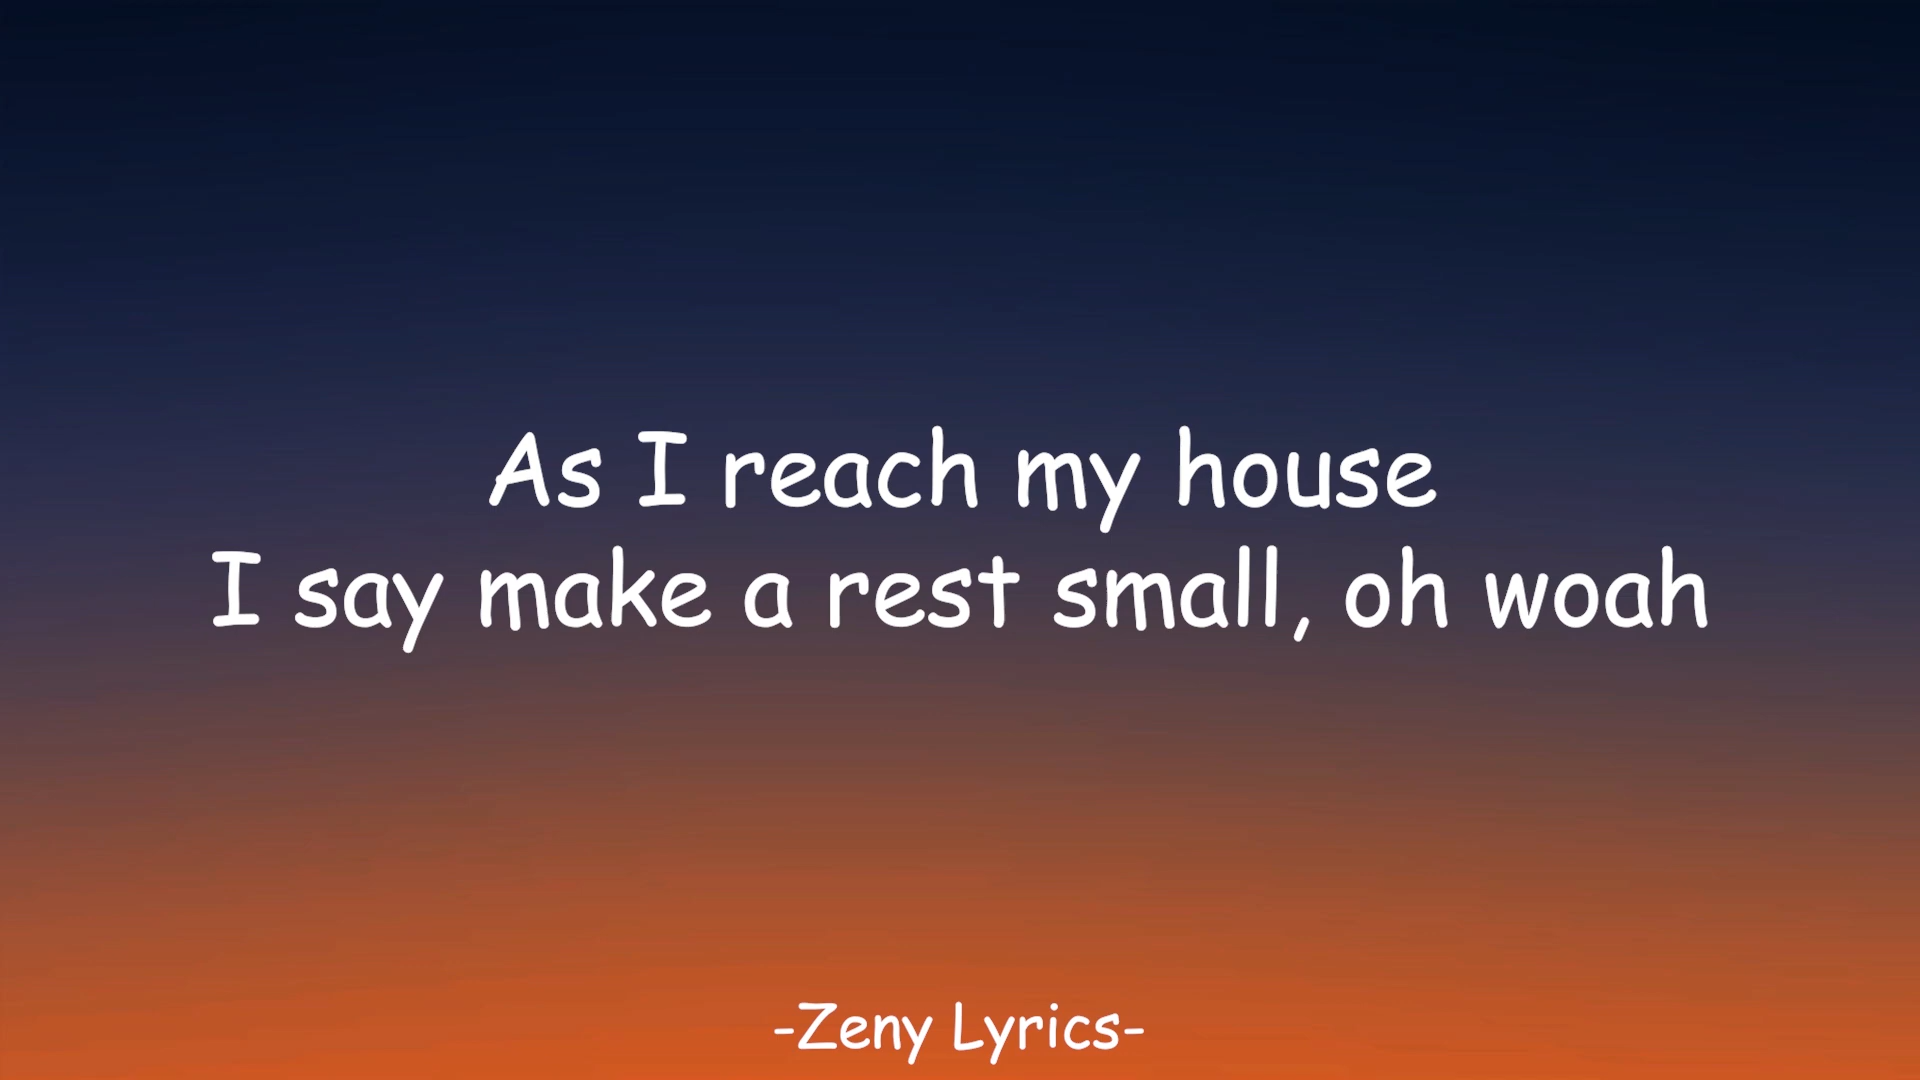 As I reach my house
I say make a rest small, oh woah
-Zeny Lyrics-